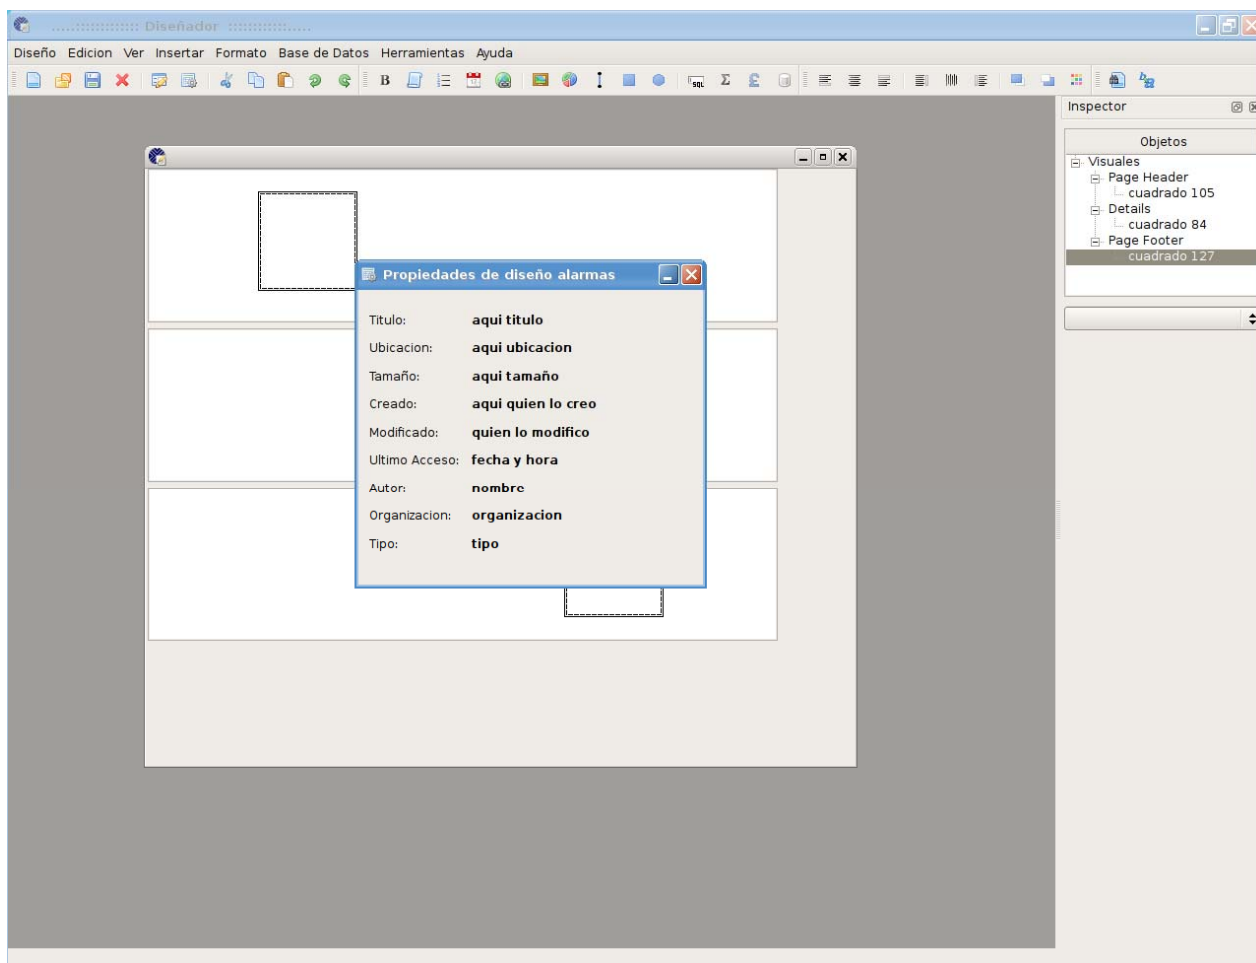 .....::::::::::::: Diseñador ::::::::::::.....
Diseño Edicion Ver Insertar Formato Base de Datos Herramientas Ayuda
B SQL Σ £
Inspector
Objetos
Visuales
Page Header
cuadrado 105
Details
cuadrado 84
Page Footer
cuadrado 127
Propiedades de diseño alarmas
Titulo: aqui titulo
Ubicacion: aqui ubicacion
Tamaño: aqui tamaño
Creado: aqui quien lo creo
Modificado: quien lo modifico
Ultimo Acceso: fecha y hora
Autor: nombre
Organizacion: organizacion
Tipo: tipo